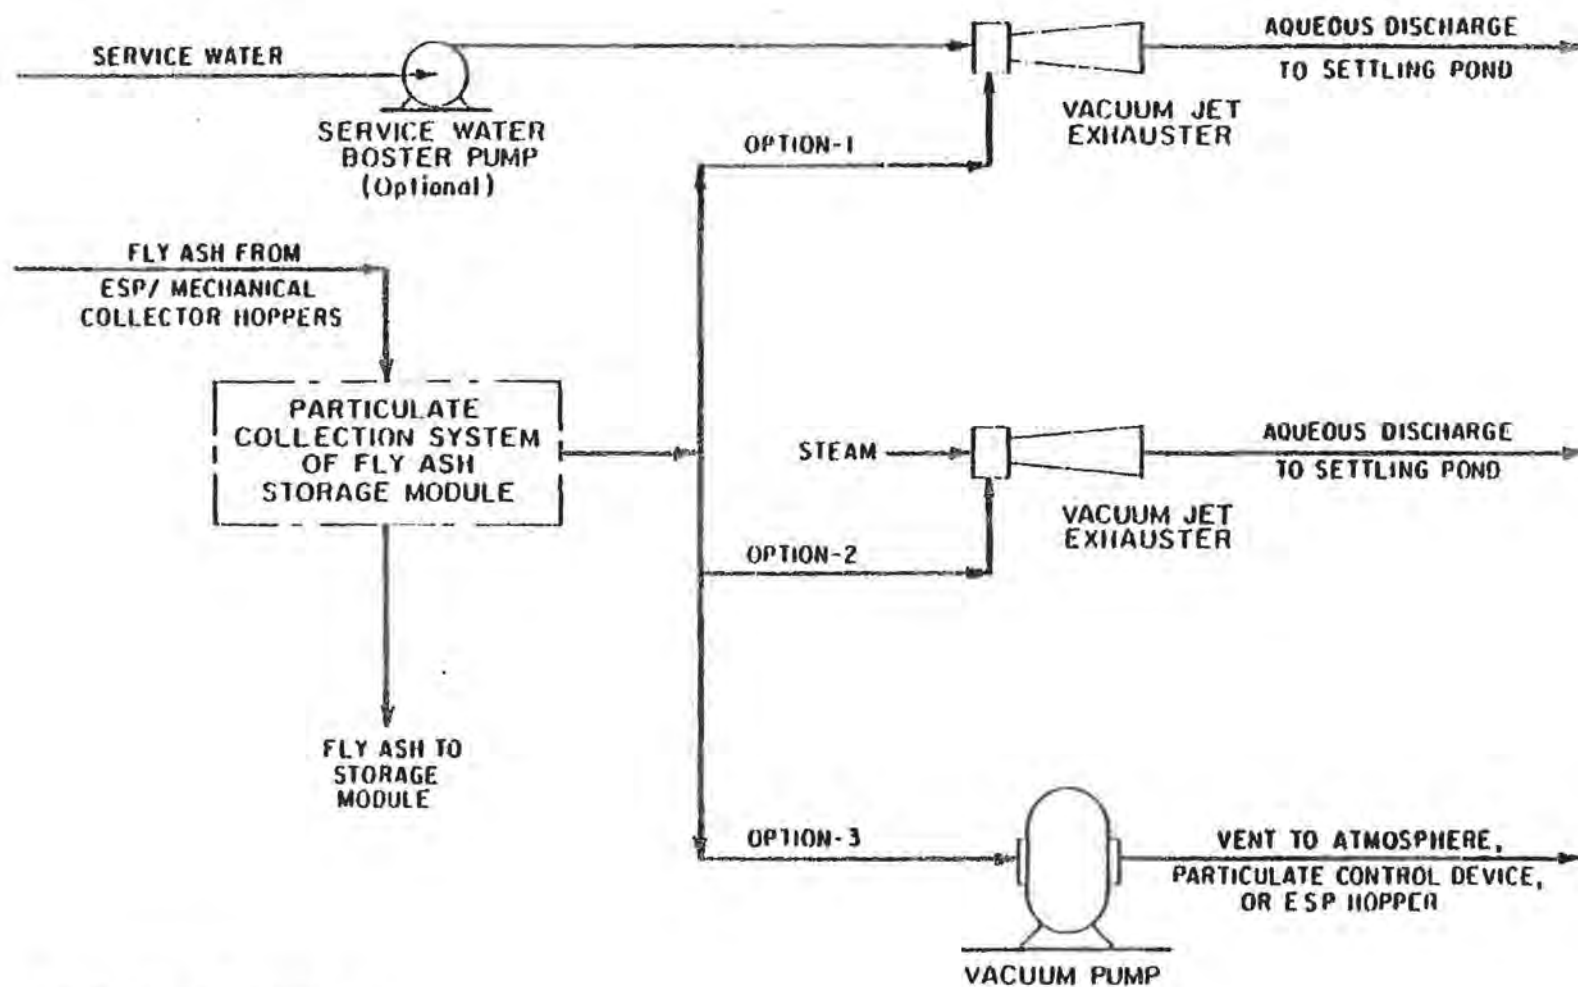 SERVICE WATER
SERVICE WATER
BOSTER PUMP
(Optional)
AQUEOUS DISCHARGE
TO SETTLING POND
VACUUM JET
EXHAUSTER
OPTION-1
FLY ASH FROM
ESP/ MECHANICAL
COLLECTOR HOPPERS
PARTICULATE
COLLECTION SYSTEM
OF FLY ASH
STORAGE MODULE
STEAM
AQUEOUS DISCHARGE
TO SETTLING POND
VACUUM JET
EXHAUSTER
OPTION-2
FLY ASH TO
STORAGE
MODULE
OPTION-3
VENT TO ATMOSPHERE,
PARTICULATE CONTROL DEVICE,
OR ESP HOPPER
VACUUM PUMP